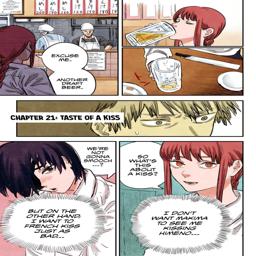 EXCUSE
ME.
ANOTHER
DRAFT
BEER.
CHAPTER 21: TASTE OF A KISS
WE'RE
NOT
GONNA
SMOOCH
...?
SO
WHAT'S
THIS
ABOUT
A KISS?
BUT ON THE
OTHER HAND,
I WANT TO
FRENCH KISS
JUST AS
BAD...
I DON'T
WANT MAKIMA
TO SEE ME
KISSING
HIMENO...